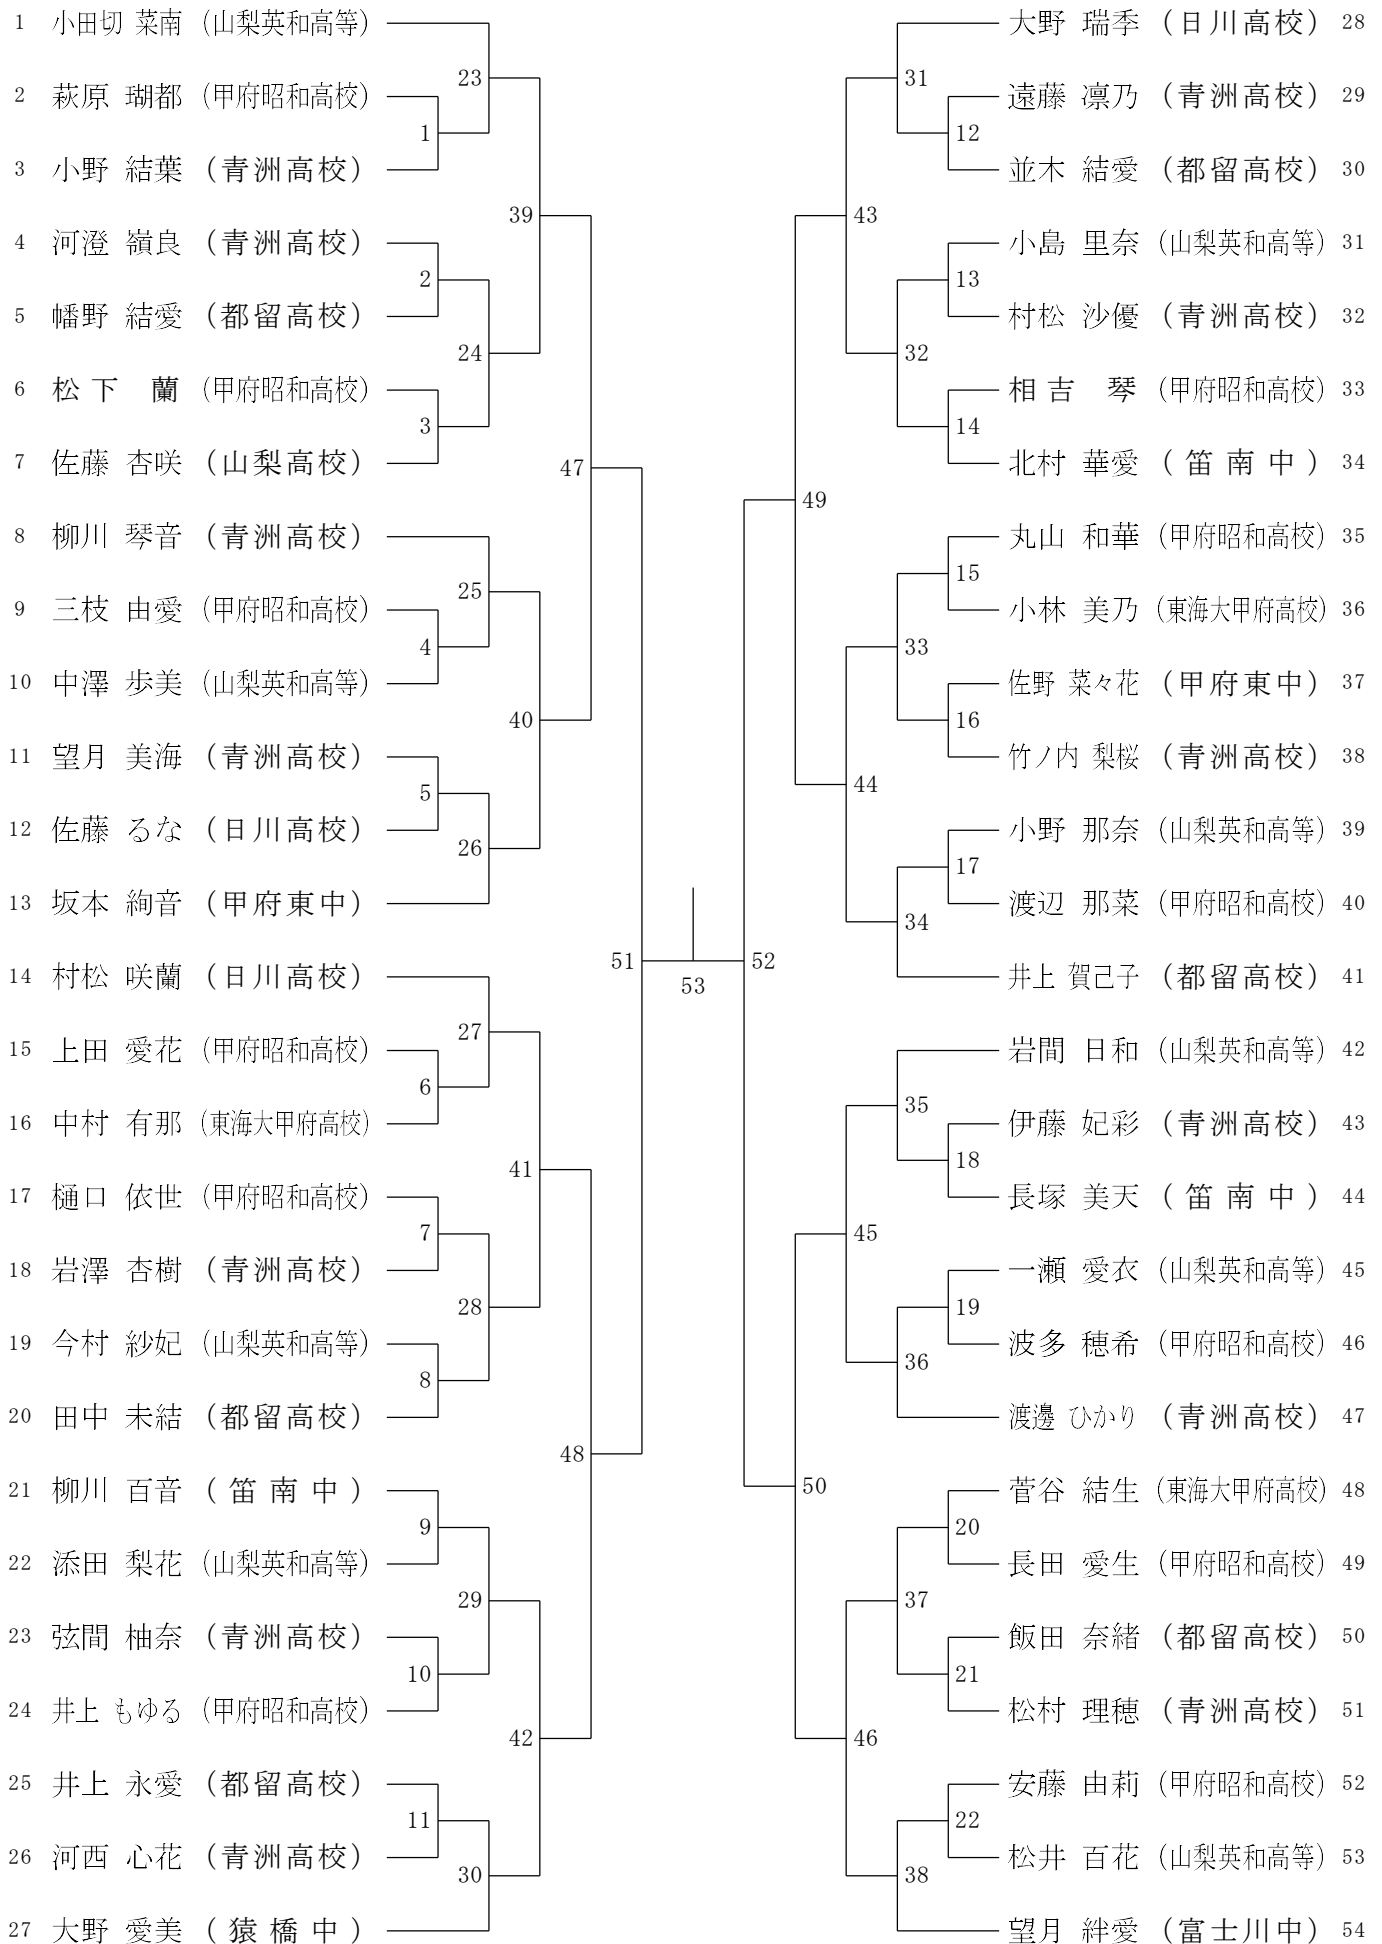 1 小田切 菜南 (山梨英和高等)
2 萩原 瑚都 (甲府昭和高校)
3 小野 結葉 (青洲高校)
4 河澄 嶺良 (青洲高校)
5 幡野 結愛 (都留高校)
6 松下 蘭 (甲府昭和高校)
7 佐藤 杏咲 (山梨高校)
8 柳川 琴音 (青洲高校)
9 三枝 由愛 (甲府昭和高校)
10 中澤 歩美 (山梨英和高等)
11 望月 美海 (青洲高校)
12 佐藤 るな (日川高校)
13 坂本 絢音 (甲府東中)
14 村松 咲蘭 (日川高校)
15 上田 愛花 (甲府昭和高校)
16 中村 有那 (東海大甲府高校)
17 樋口 依世 (甲府昭和高校)
18 岩澤 杏樹 (青洲高校)
19 今村 紗妃 (山梨英和高等)
20 田中 未結 (都留高校)
21 柳川 百音 (笛南中)
22 添田 梨花 (山梨英和高等)
23 弦間 柚奈 (青洲高校)
24 井上 もゆる (甲府昭和高校)
25 井上 永愛 (都留高校)
26 河西 心花 (青洲高校)
27 大野 愛美 (猿橋中)
1
2
3
4
5
6
7
8
9
10
11
23
24
25
26
27
28
29
30
39
40
41
42
47
48
51
53
52
49
50
43
44
45
46
31
32
33
34
35
36
37
38
12
13
14
15
16
17
18
19
20
21
22
大野 瑞季 (日川高校) 28
遠藤 凛乃 (青洲高校) 29
並木 結愛 (都留高校) 30
小島 里奈 (山梨英和高等) 31
村松 沙優 (青洲高校) 32
相吉 琴 (甲府昭和高校) 33
北村 華愛 (笛南中) 34
丸山 和華 (甲府昭和高校) 35
小林 美乃 (東海大甲府高校) 36
佐野 菜々花 (甲府東中) 37
竹ノ内 梨桜 (青洲高校) 38
小野 那奈 (山梨英和高等) 39
渡辺 那菜 (甲府昭和高校) 40
井上 賀己子 (都留高校) 41
岩間 日和 (山梨英和高等) 42
伊藤 妃彩 (青洲高校) 43
長塚 美天 (笛南中) 44
一瀬 愛衣 (山梨英和高等) 45
波多 穂希 (甲府昭和高校) 46
渡邊 ひかり (青洲高校) 47
菅谷 結生 (東海大甲府高校) 48
長田 愛生 (甲府昭和高校) 49
飯田 奈緒 (都留高校) 50
松村 理穂 (青洲高校) 51
安藤 由莉 (甲府昭和高校) 52
松井 百花 (山梨英和高等) 53
望月 絆愛 (富士川中) 54